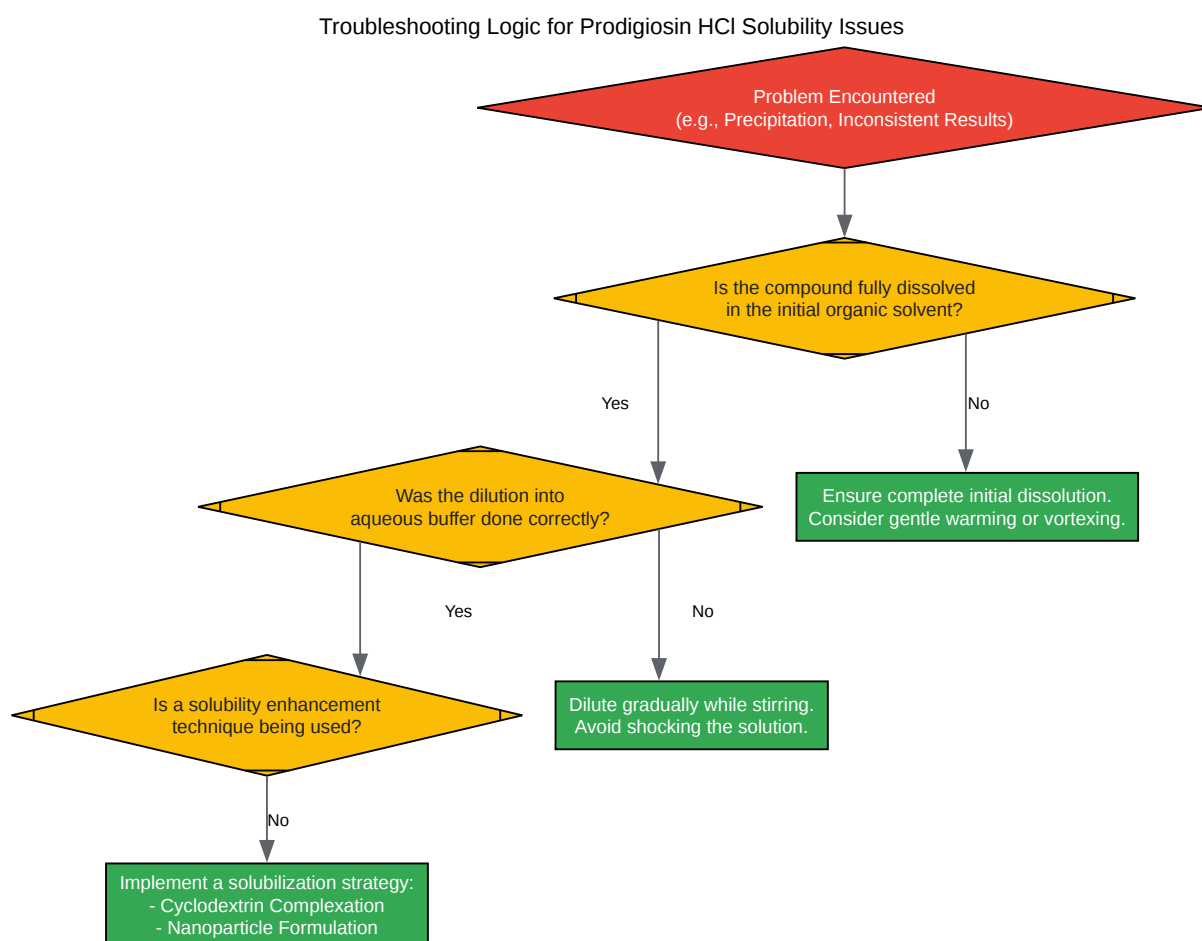 Troubleshooting Logic for Prodigiosin HCl Solubility Issues
Problem Encountered
(e.g., Precipitation, Inconsistent Results)
Is the compound fully dissolved
in the initial organic solvent?
Yes
No
Ensure complete initial dissolution.
Consider gentle warming or vortexing.
Was the dilution into
aqueous buffer done correctly?
Yes
No
Dilute gradually while stirring.
Avoid shocking the solution.
Is a solubility enhancement
technique being used?
No
Implement a solubilization strategy:
- Cyclodextrin Complexation
- Nanoparticle Formulation